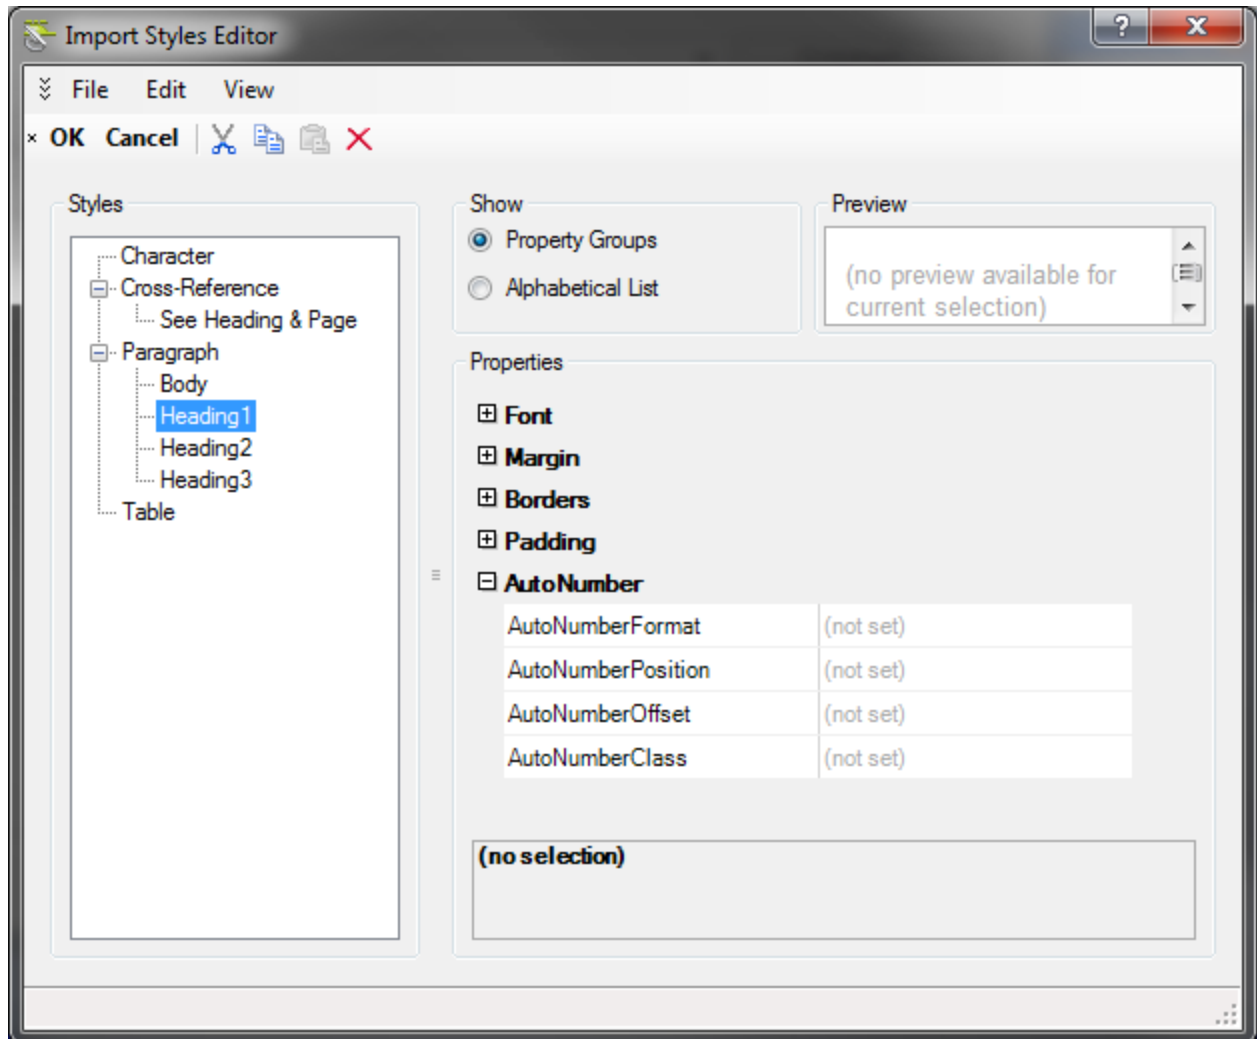 Import Styles Editor
?
File Edit View
OK Cancel
Styles
Character
Cross-Reference
See Heading & Page
Paragraph
Body
Heading1
Heading2
Heading3
Table
Show
Property Groups
Alphabetical List
Preview
(no preview available for
current selection)
Properties
Font
Margin
Borders
Padding
AutoNumber
AutoNumberFormat (not set)
AutoNumberPosition (not set)
AutoNumberOffset (not set)
AutoNumberClass (not set)
(no selection)